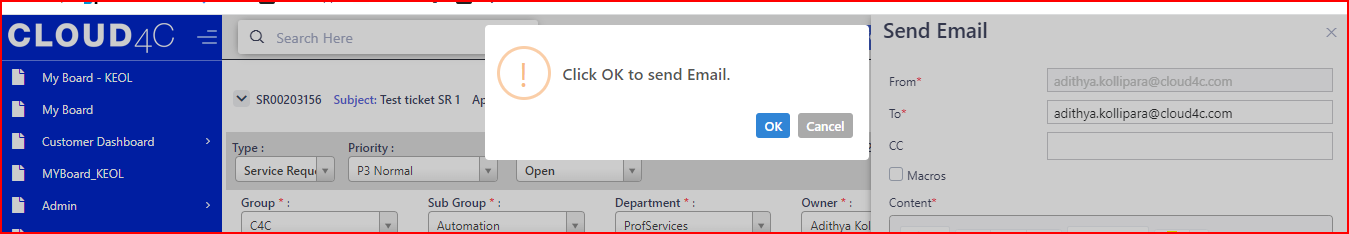 CLOUD4C
Search Here
My Board - KEOL
My Board
Customer Dashboard
MYBoard_KEOL
Admin
SR00203156 Subject: Test ticket SR 1
Type :
Priority :
Service Requ
P3 Normal
Open
Group * :
Sub Group * :
Department * :
Owner * :
C4C
Automation
ProfServices
Adithya Kol
!
Click OK to send Email.
OK
Cancel
Send Email
×
From*
adithya.kollipara@cloud4c.com
To*
adithya.kollipara@cloud4c.com
CC
Macros
Content*